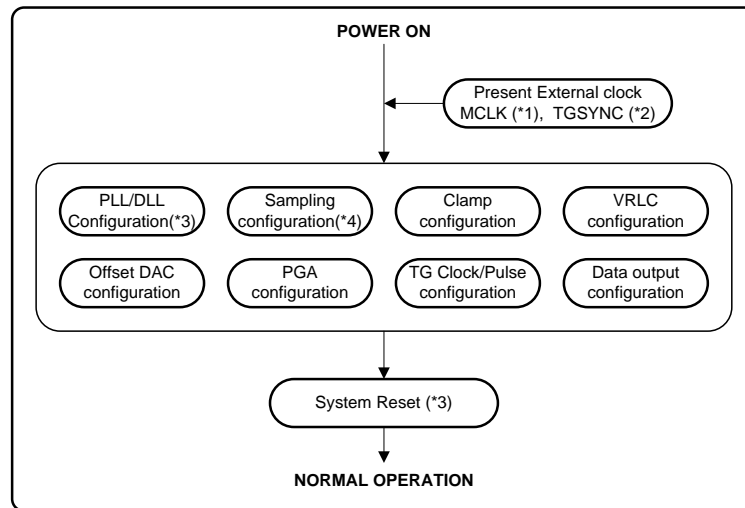 POWER ON
Present External clock
MCLK (*1),  TGSYNC (*2)
PLL/DLL
Configuration(*3)
Sampling
configuration(*4)
Clamp
configuration
VRLC
configuration
Offset DAC
configuration
PGA
configuration
TG Clock/Pulse
configuration
Data output
configuration
System Reset (*3)
NORMAL OPERATION